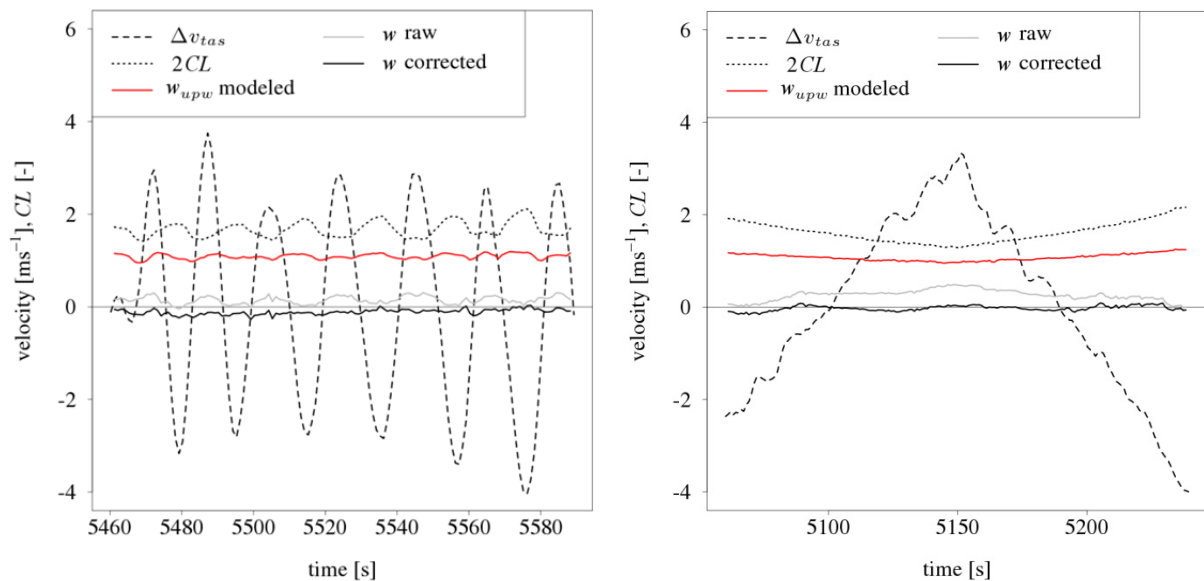 6
4
2
0
-2
-4
velocity [ms⁻¹], CL [-]
Δv_tas
2CL
w_upw modeled
w raw
w corrected
5460 5480 5500 5520 5540 5560 5580
time [s]
6
4
2
0
-2
-4
velocity [ms⁻¹], CL [-]
Δv_tas
2CL
w_upw modeled
w raw
w corrected
5100 5150 5200
time [s]